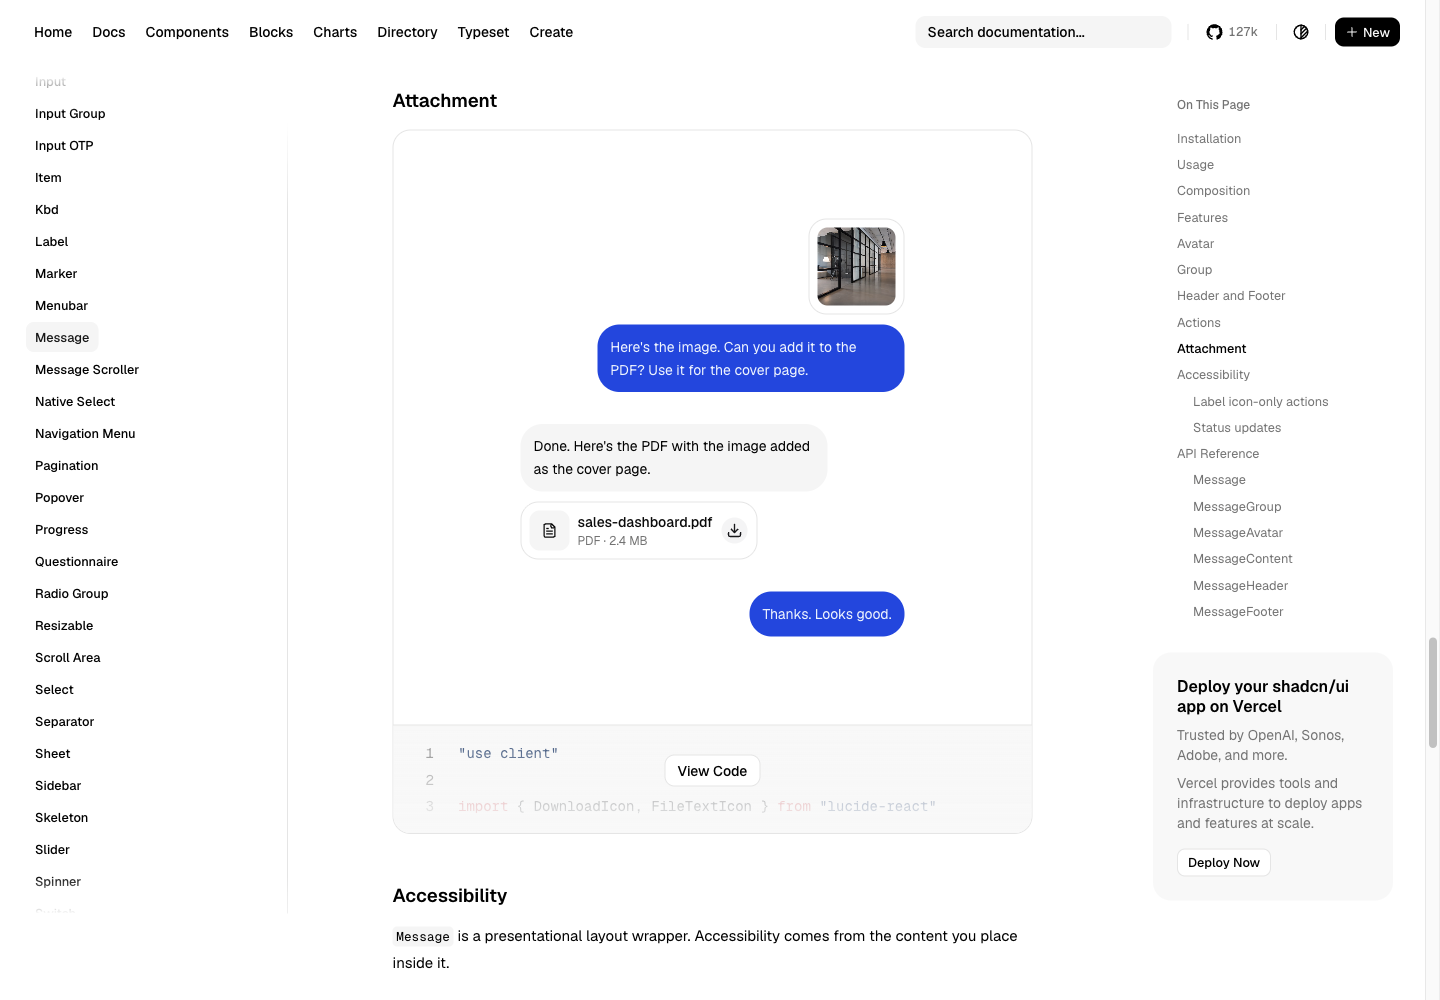 Home Docs Components Blocks Charts Directory Typeset Create
Search documentation...
127k
New
Input
Input Group
Input OTP
Item
Kbd
Label
Marker
Menubar
Message
Message Scroller
Native Select
Navigation Menu
Pagination
Popover
Progress
Questionnaire
Radio Group
Resizable
Scroll Area
Select
Separator
Sheet
Sidebar
Skeleton
Slider
Spinner
Switch
Attachment
Here's the image. Can you add it to the
PDF? Use it for the cover page.
Done. Here's the PDF with the image added
as the cover page.
sales-dashboard.pdf
PDF · 2.4 MB
Thanks. Looks good.
1 "use client"
2
3 import { DownloadIcon, FileTextIcon } from "lucide-react"
View Code
Accessibility
Message is a presentational layout wrapper. Accessibility comes from the content you place
inside it.
On This Page
Installation
Usage
Composition
Features
Avatar
Group
Header and Footer
Actions
Attachment
Accessibility
Label icon-only actions
Status updates
API Reference
Message
MessageGroup
MessageAvatar
MessageContent
MessageHeader
MessageFooter
Deploy your shadcn/ui
app on Vercel
Trusted by OpenAI, Sonos,
Adobe, and more.
Vercel provides tools and
infrastructure to deploy apps
and features at scale.
Deploy Now